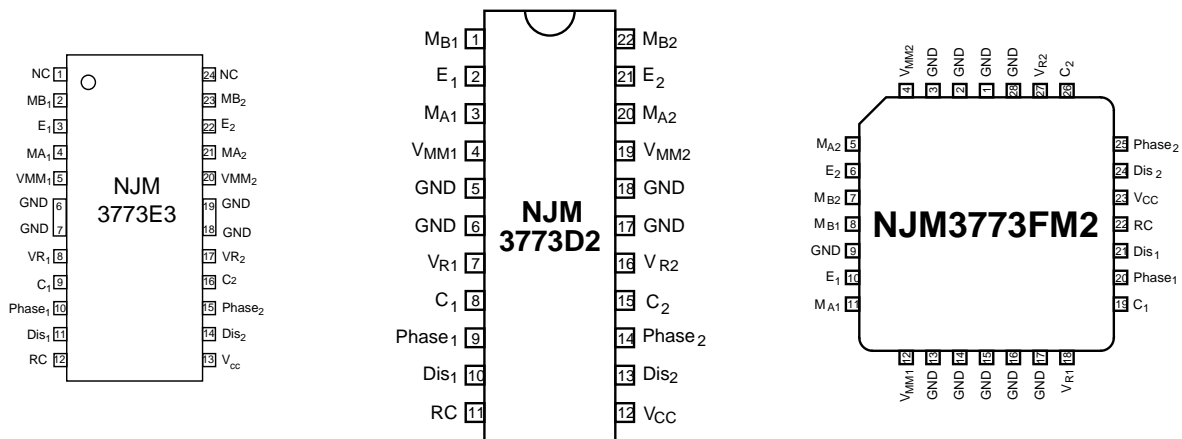 NC 1
MB1 2
E1 3
MA1 4
VMM1 5
GND 6
GND 7
VR1 8
C1 9
Phase1 10
Dis1 11
RC 12
NJM
3773E3
24 NC
23 MB2
22 E2
21 MA2
20 VMM2
19 GND
18 GND
17 VR2
16 C2
15 Phase2
14 Dis2
13 Vcc
MB1 1
E1 2
MA1 3
VMM1 4
GND 5
GND 6
VR1 7
C1 8
Phase1 9
Dis1 10
RC 11
NJM
3773D2
22 MB2
21 E2
20 MA2
19 VMM2
18 GND
17 GND
16 VR2
15 C2
14 Phase2
13 Dis2
12 VCC
VMM2 4
GND 3
GND 2
GND 1
GND 28
VR2 27
C2 26
MA2 5
E2 6
MB2 7
MB1 8
GND 9
E1 10
MA1 11
NJM3773FM2
25 Phase2
24 Dis2
23 VCC
22 RC
21 Dis1
20 Phase1
19 C1
VMM1 12
GND 13
GND 14
GND 15
GND 16
GND 17
VR1 18